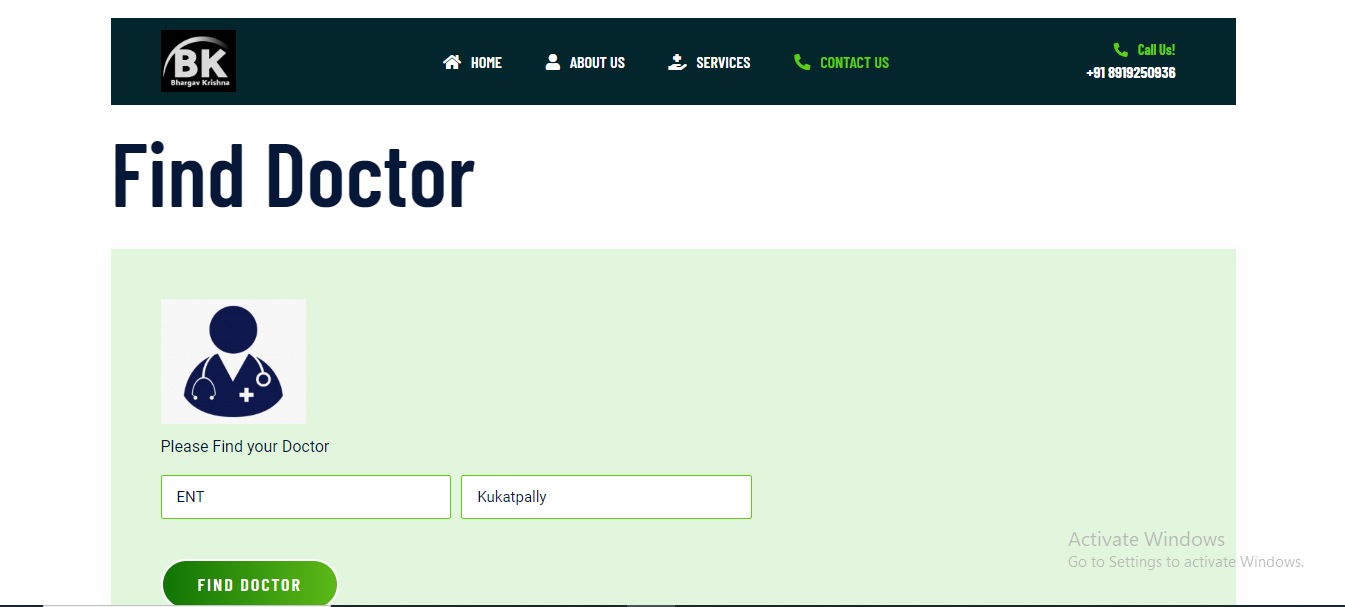 BK
Bhargav Krishna
HOME
ABOUT US
SERVICES
CONTACT US
Call Us!
+91 8919250936
Find Doctor
Please Find your Doctor
ENT
Kukatpally
FIND DOCTOR
Activate Windows
Go to Settings to activate Windows.